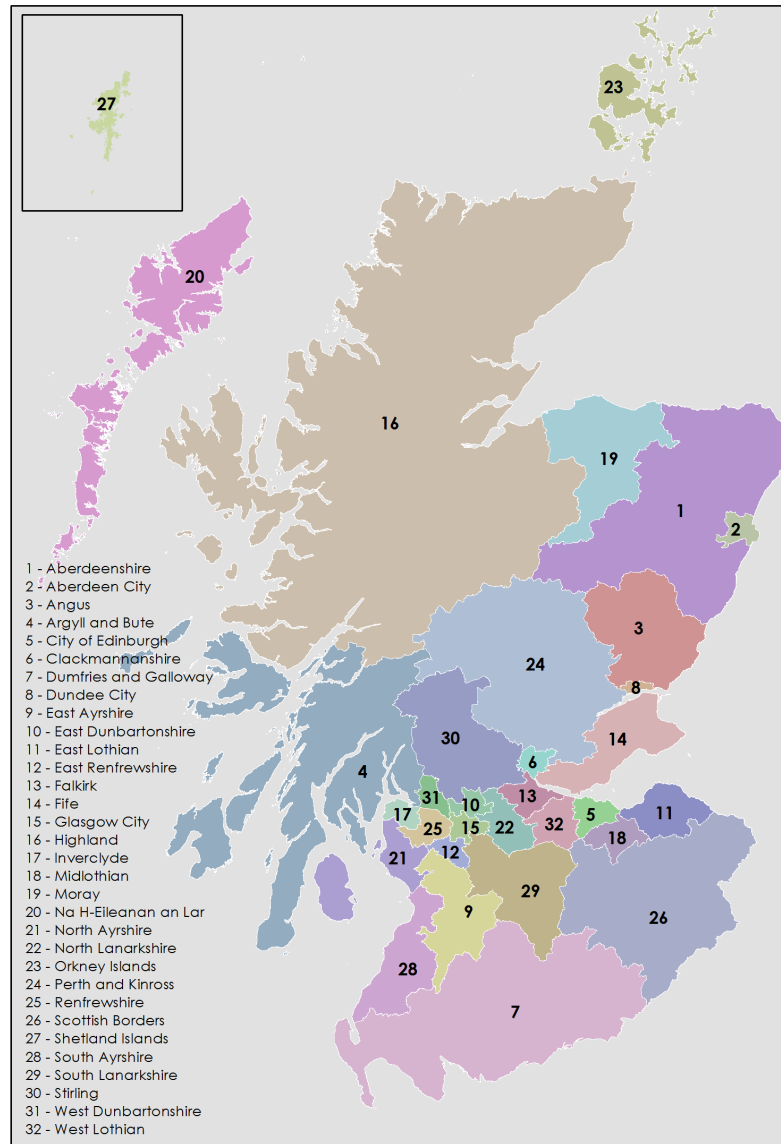 27
23
20
16
19
1
2
3
24
8
14
30
6
4
31
10
13
17
25
15
22
32
5
11
18
21
12
9
29
26
28
7
1 - Aberdeenshire
2 - Aberdeen City
3 - Angus
4 - Argyll and Bute
5 - City of Edinburgh
6 - Clackmannanshire
7 - Dumfries and Galloway
8 - Dundee City
9 - East Ayrshire
10 - East Dunbartonshire
11 - East Lothian
12 - East Renfrewshire
13 - Falkirk
14 - Fife
15 - Glasgow City
16 - Highland
17 - Inverclyde
18 - Midlothian
19 - Moray
20 - Na H-Eileanan an Lar
21 - North Ayrshire
22 - North Lanarkshire
23 - Orkney Islands
24 - Perth and Kinross
25 - Renfrewshire
26 - Scottish Borders
27 - Shetland Islands
28 - South Ayrshire
29 - South Lanarkshire
30 - Stirling
31 - West Dunbartonshire
32 - West Lothian